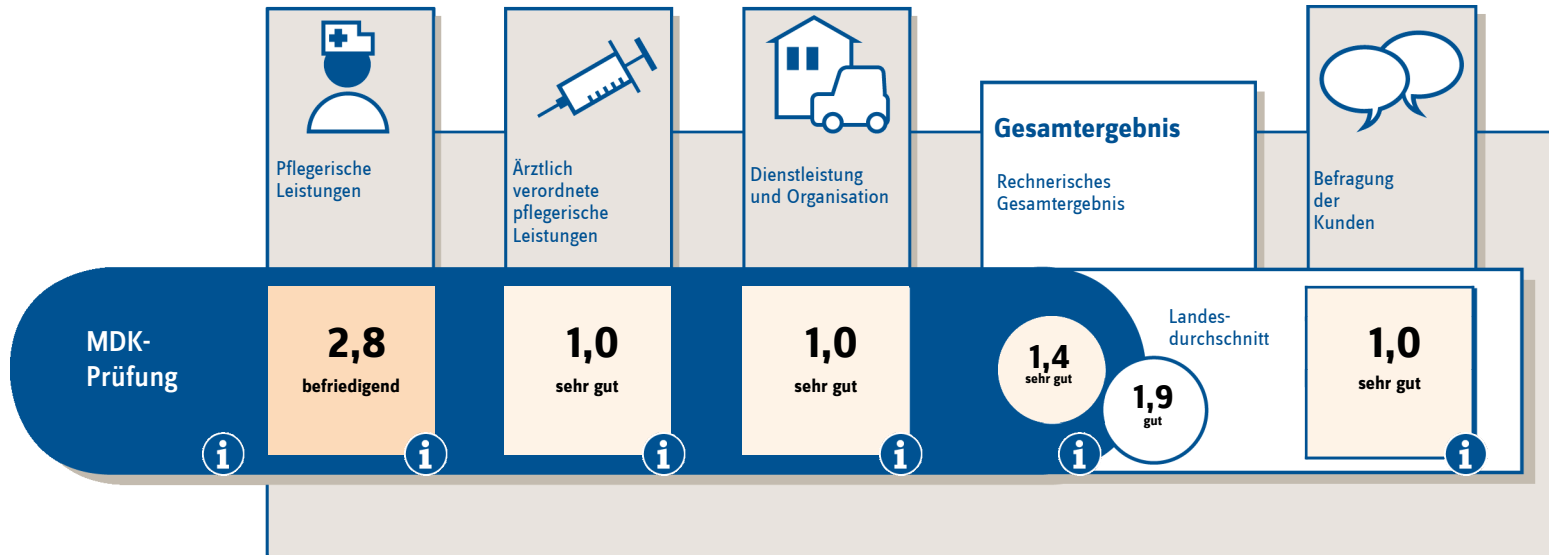 Pflegerische
Leistungen
Ärztlich
verordnete
pflegerische
Leistungen
Dienstleistung
und Organisation
Gesamtergebnis
Rechnerisches
Gesamtergebnis
Befragung
der
Kunden
MDK-
Prüfung
2,8
befriedigend
1,0
sehr gut
1,0
sehr gut
1,4
sehr gut
Landes-
durchschnitt
1,9
gut
1,0
sehr gut
i
i
i
i
i
i